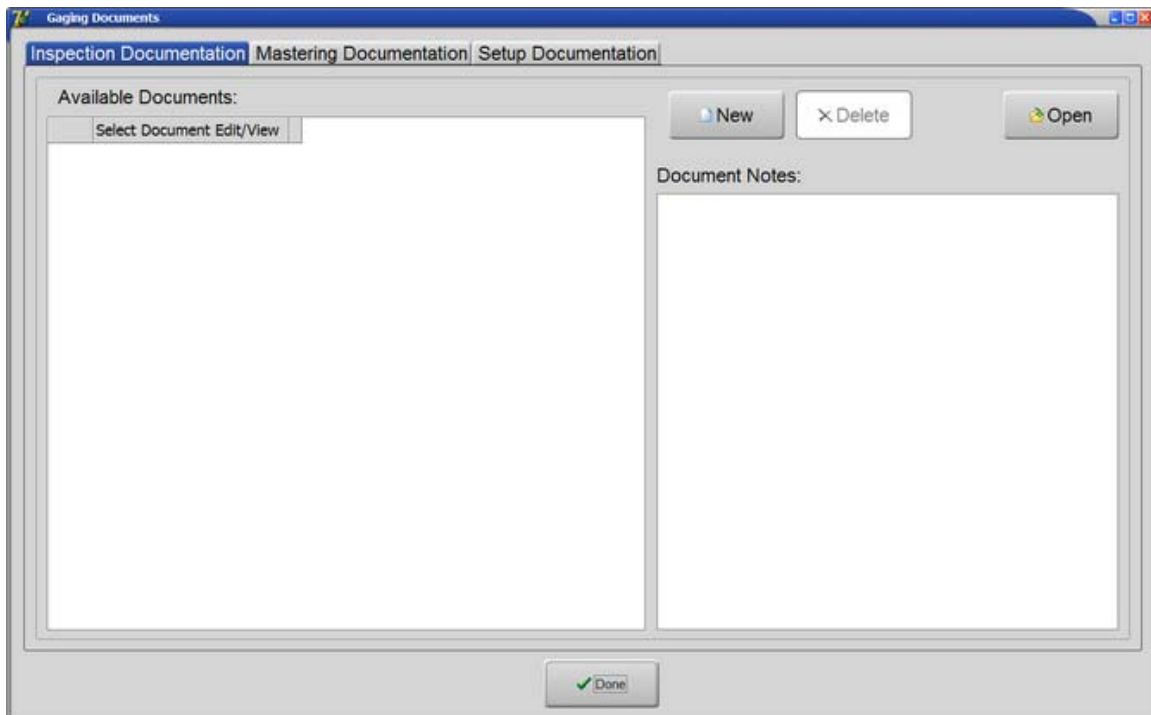 Gaging Documents
Inspection Documentation Mastering Documentation Setup Documentation
Available Documents:
Select Document Edit/View
New Delete Open
Document Notes:
Done